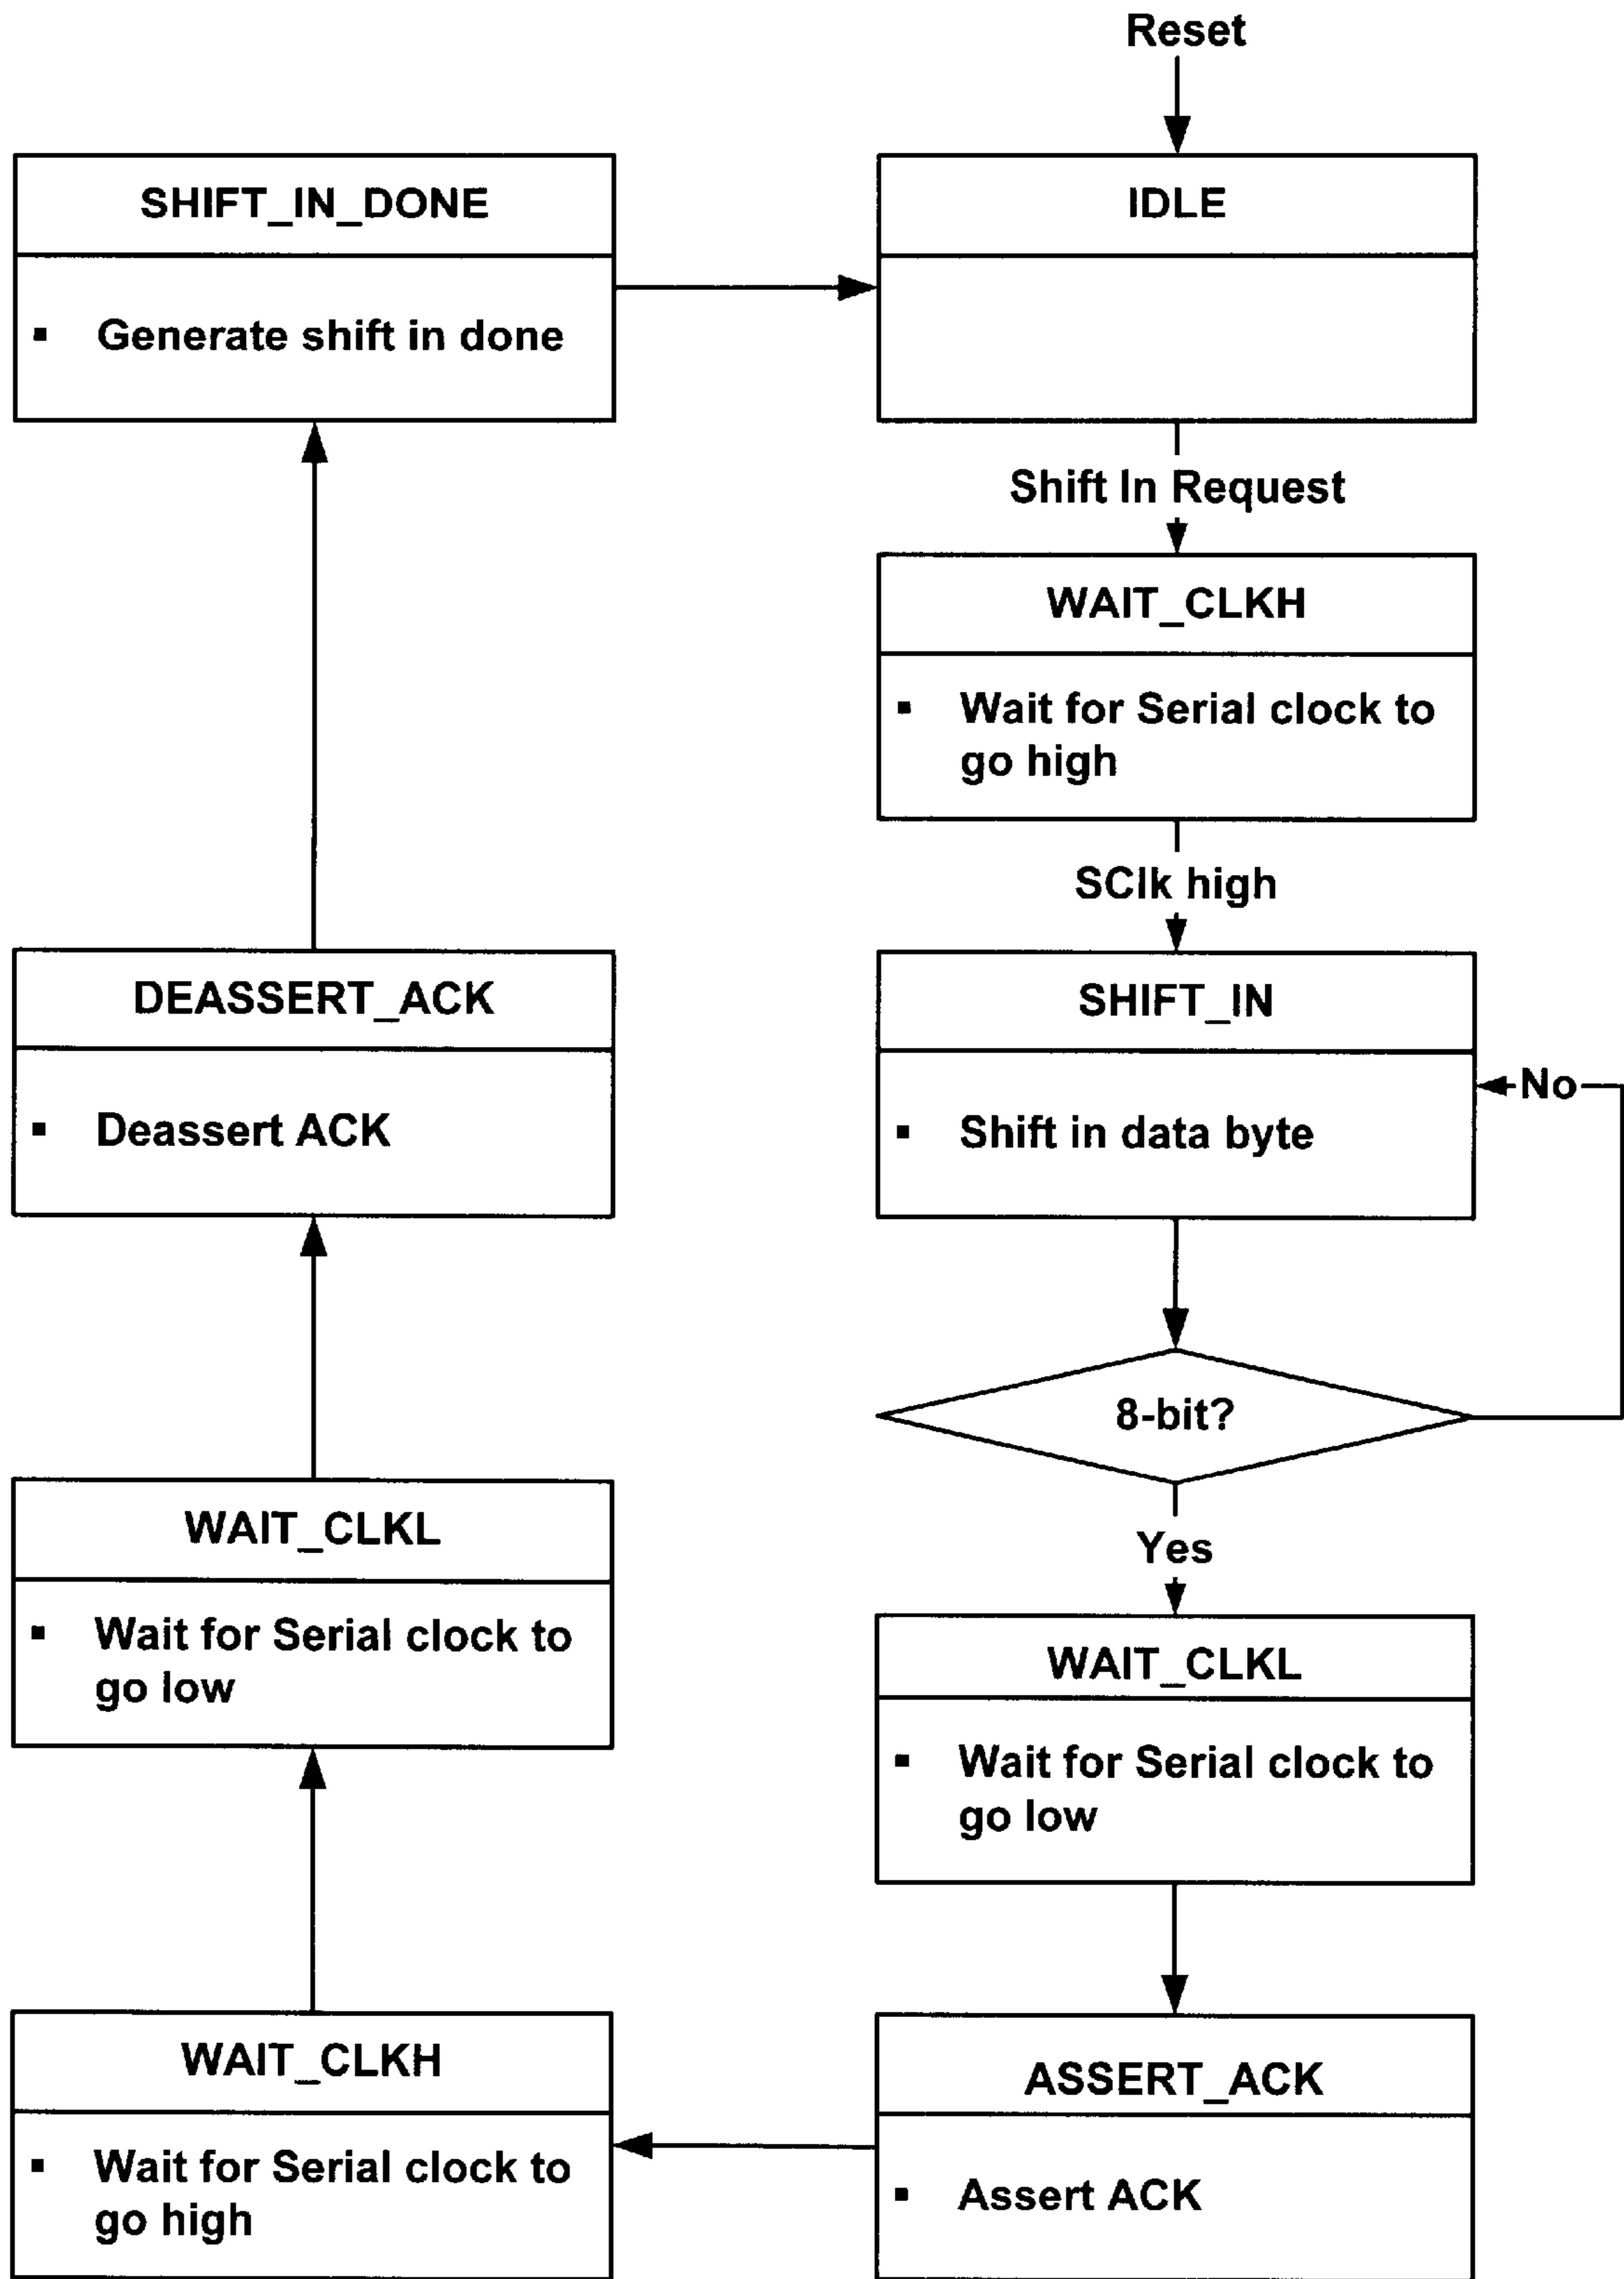 Reset
IDLE
Shift In Request
WAIT_CLKH
▪ Wait for Serial clock to
go high
SClk high
SHIFT_IN
▪ Shift in data byte
No
8-bit?
Yes
WAIT_CLKL
▪ Wait for Serial clock to
go low
ASSERT_ACK
▪ Assert ACK
WAIT_CLKH
▪ Wait for Serial clock to
go high
WAIT_CLKL
▪ Wait for Serial clock to
go low
DEASSERT_ACK
▪ Deassert ACK
SHIFT_IN_DONE
▪ Generate shift in done